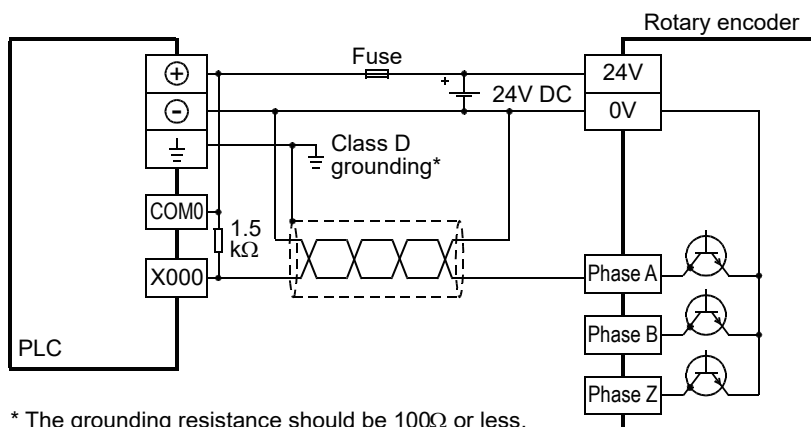 Rotary encoder
Fuse
24V
+
24V DC
0V
Class D
grounding*
COM0
1.5
kΩ
X000
Phase A
Phase B
PLC
Phase Z
* The grounding resistance should be 100Ω or less.